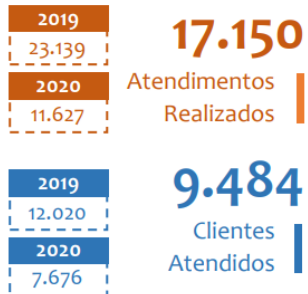 2019
23.139
2020
11.627
17.150
Atendimentos
Realizados
2019
12.020
2020
7.676
9.484
Clientes
Atendidos